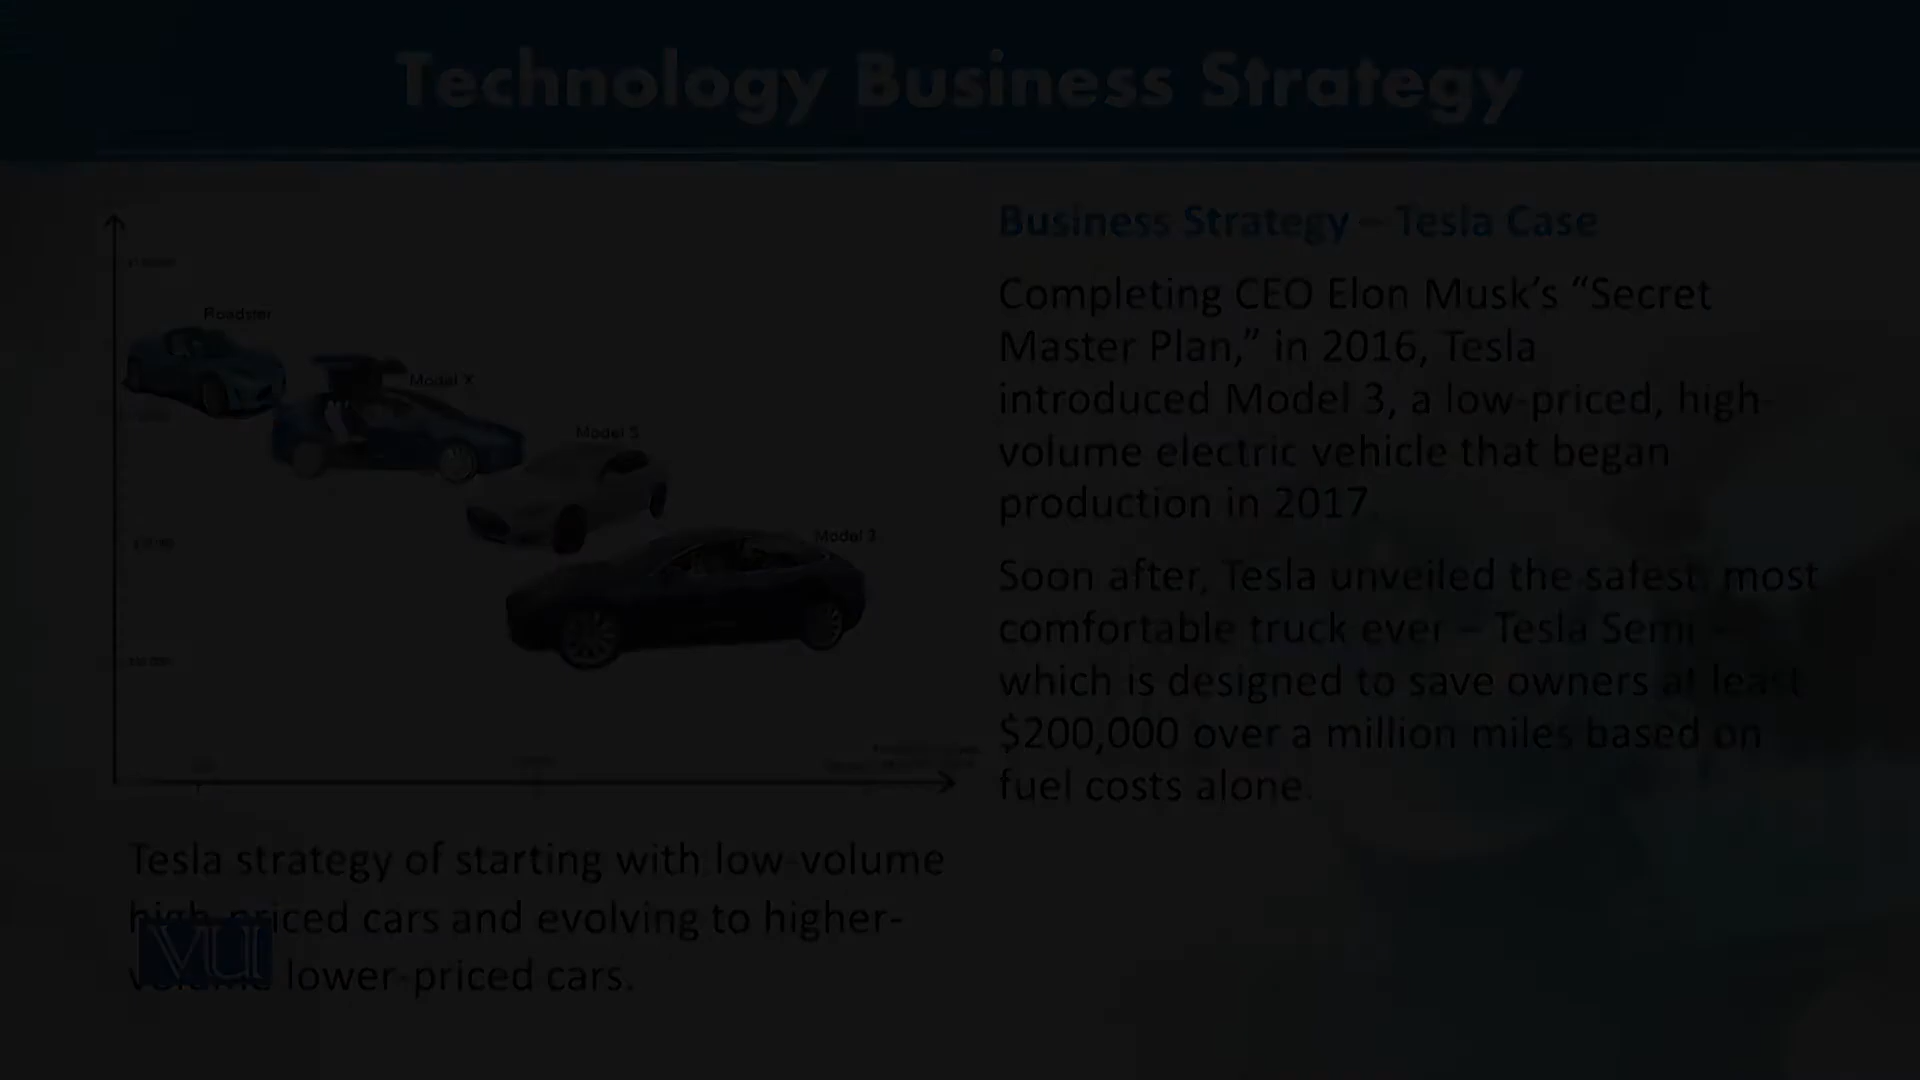 Technology Business Strategy
Roadster
Model X
Model S
Model 3
Tesla strategy of starting with low-volume
high-priced cars and evolving to higher-
volume lower-priced cars.
VU
Business Strategy – Tesla Case
Completing CEO Elon Musk’s “Secret
Master Plan,” in 2016, Tesla
introduced Model 3, a low-priced, high-
volume electric vehicle that began
production in 2017.
Soon after, Tesla unveiled the safest, most
comfortable truck ever – Tesla Semi –
which is designed to save owners at least
$200,000 over a million miles based on
fuel costs alone.